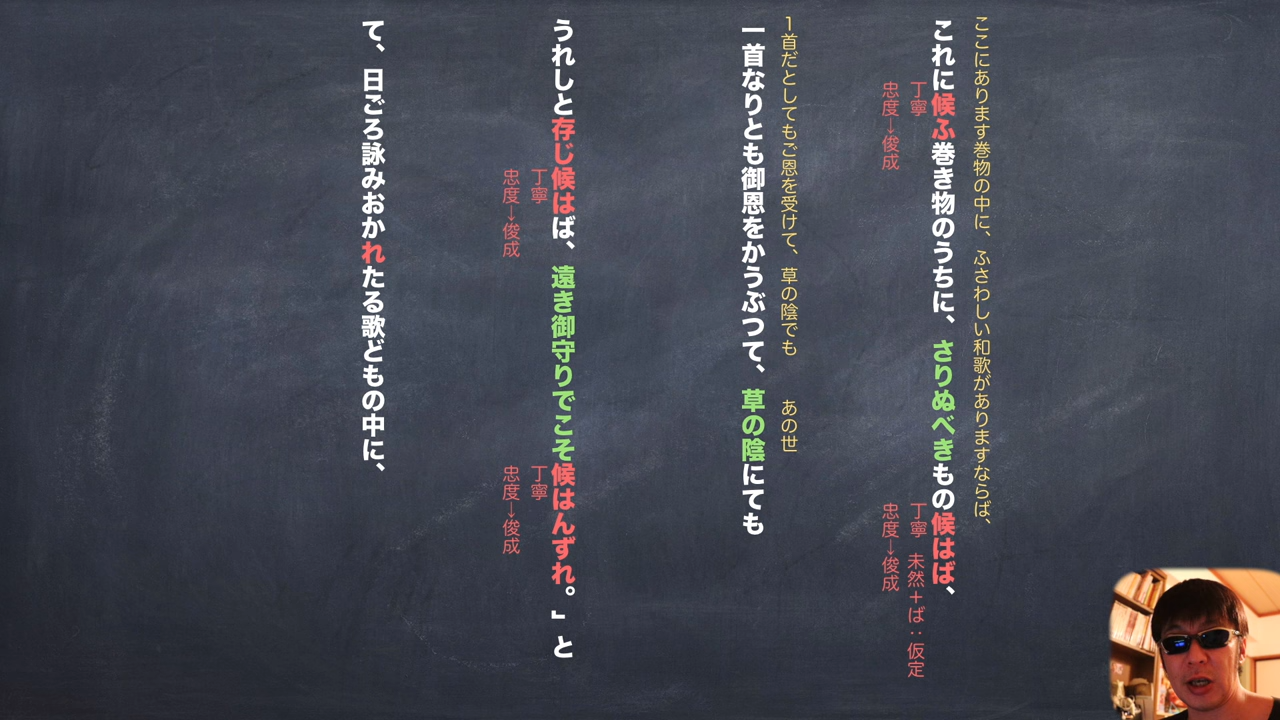 ここにあります巻物の中に、ふさわしい和歌がありますならば、
これに候ふ巻き物のうちに、さりぬべきもの候はば、
丁寧
忠度→俊成
丁寧 未然＋ば：仮定
忠度→俊成
1首だとしてもご恩を受けて、草の陰でも あの世
一首なりとも御恩をかうぶつて、草の陰にても
うれしと存じ候はば、遠き御守りでこそ候はんずれ。」と
丁寧
忠度→俊成
丁寧
忠度→俊成
て、日ごろ詠みおかれたる歌どもの中に、